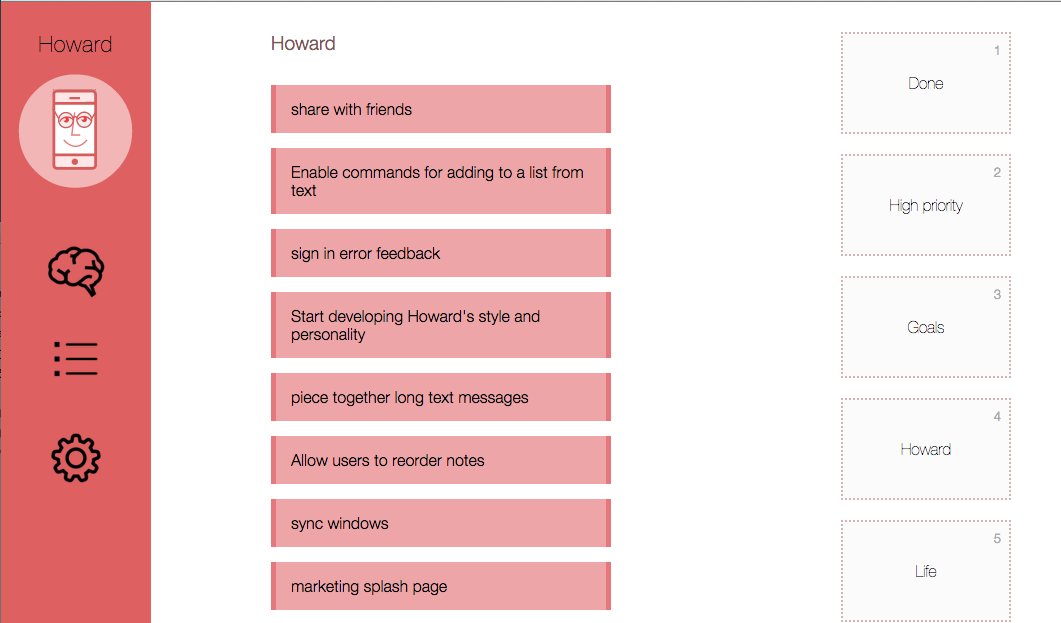 Howard
Howard
share with friends
Enable commands for adding to a list from
text
sign in error feedback
Start developing Howard's style and
personality
piece together long text messages
Allow users to reorder notes
sync windows
marketing splash page
1
Done
2
High priority
3
Goals
4
Howard
5
Life